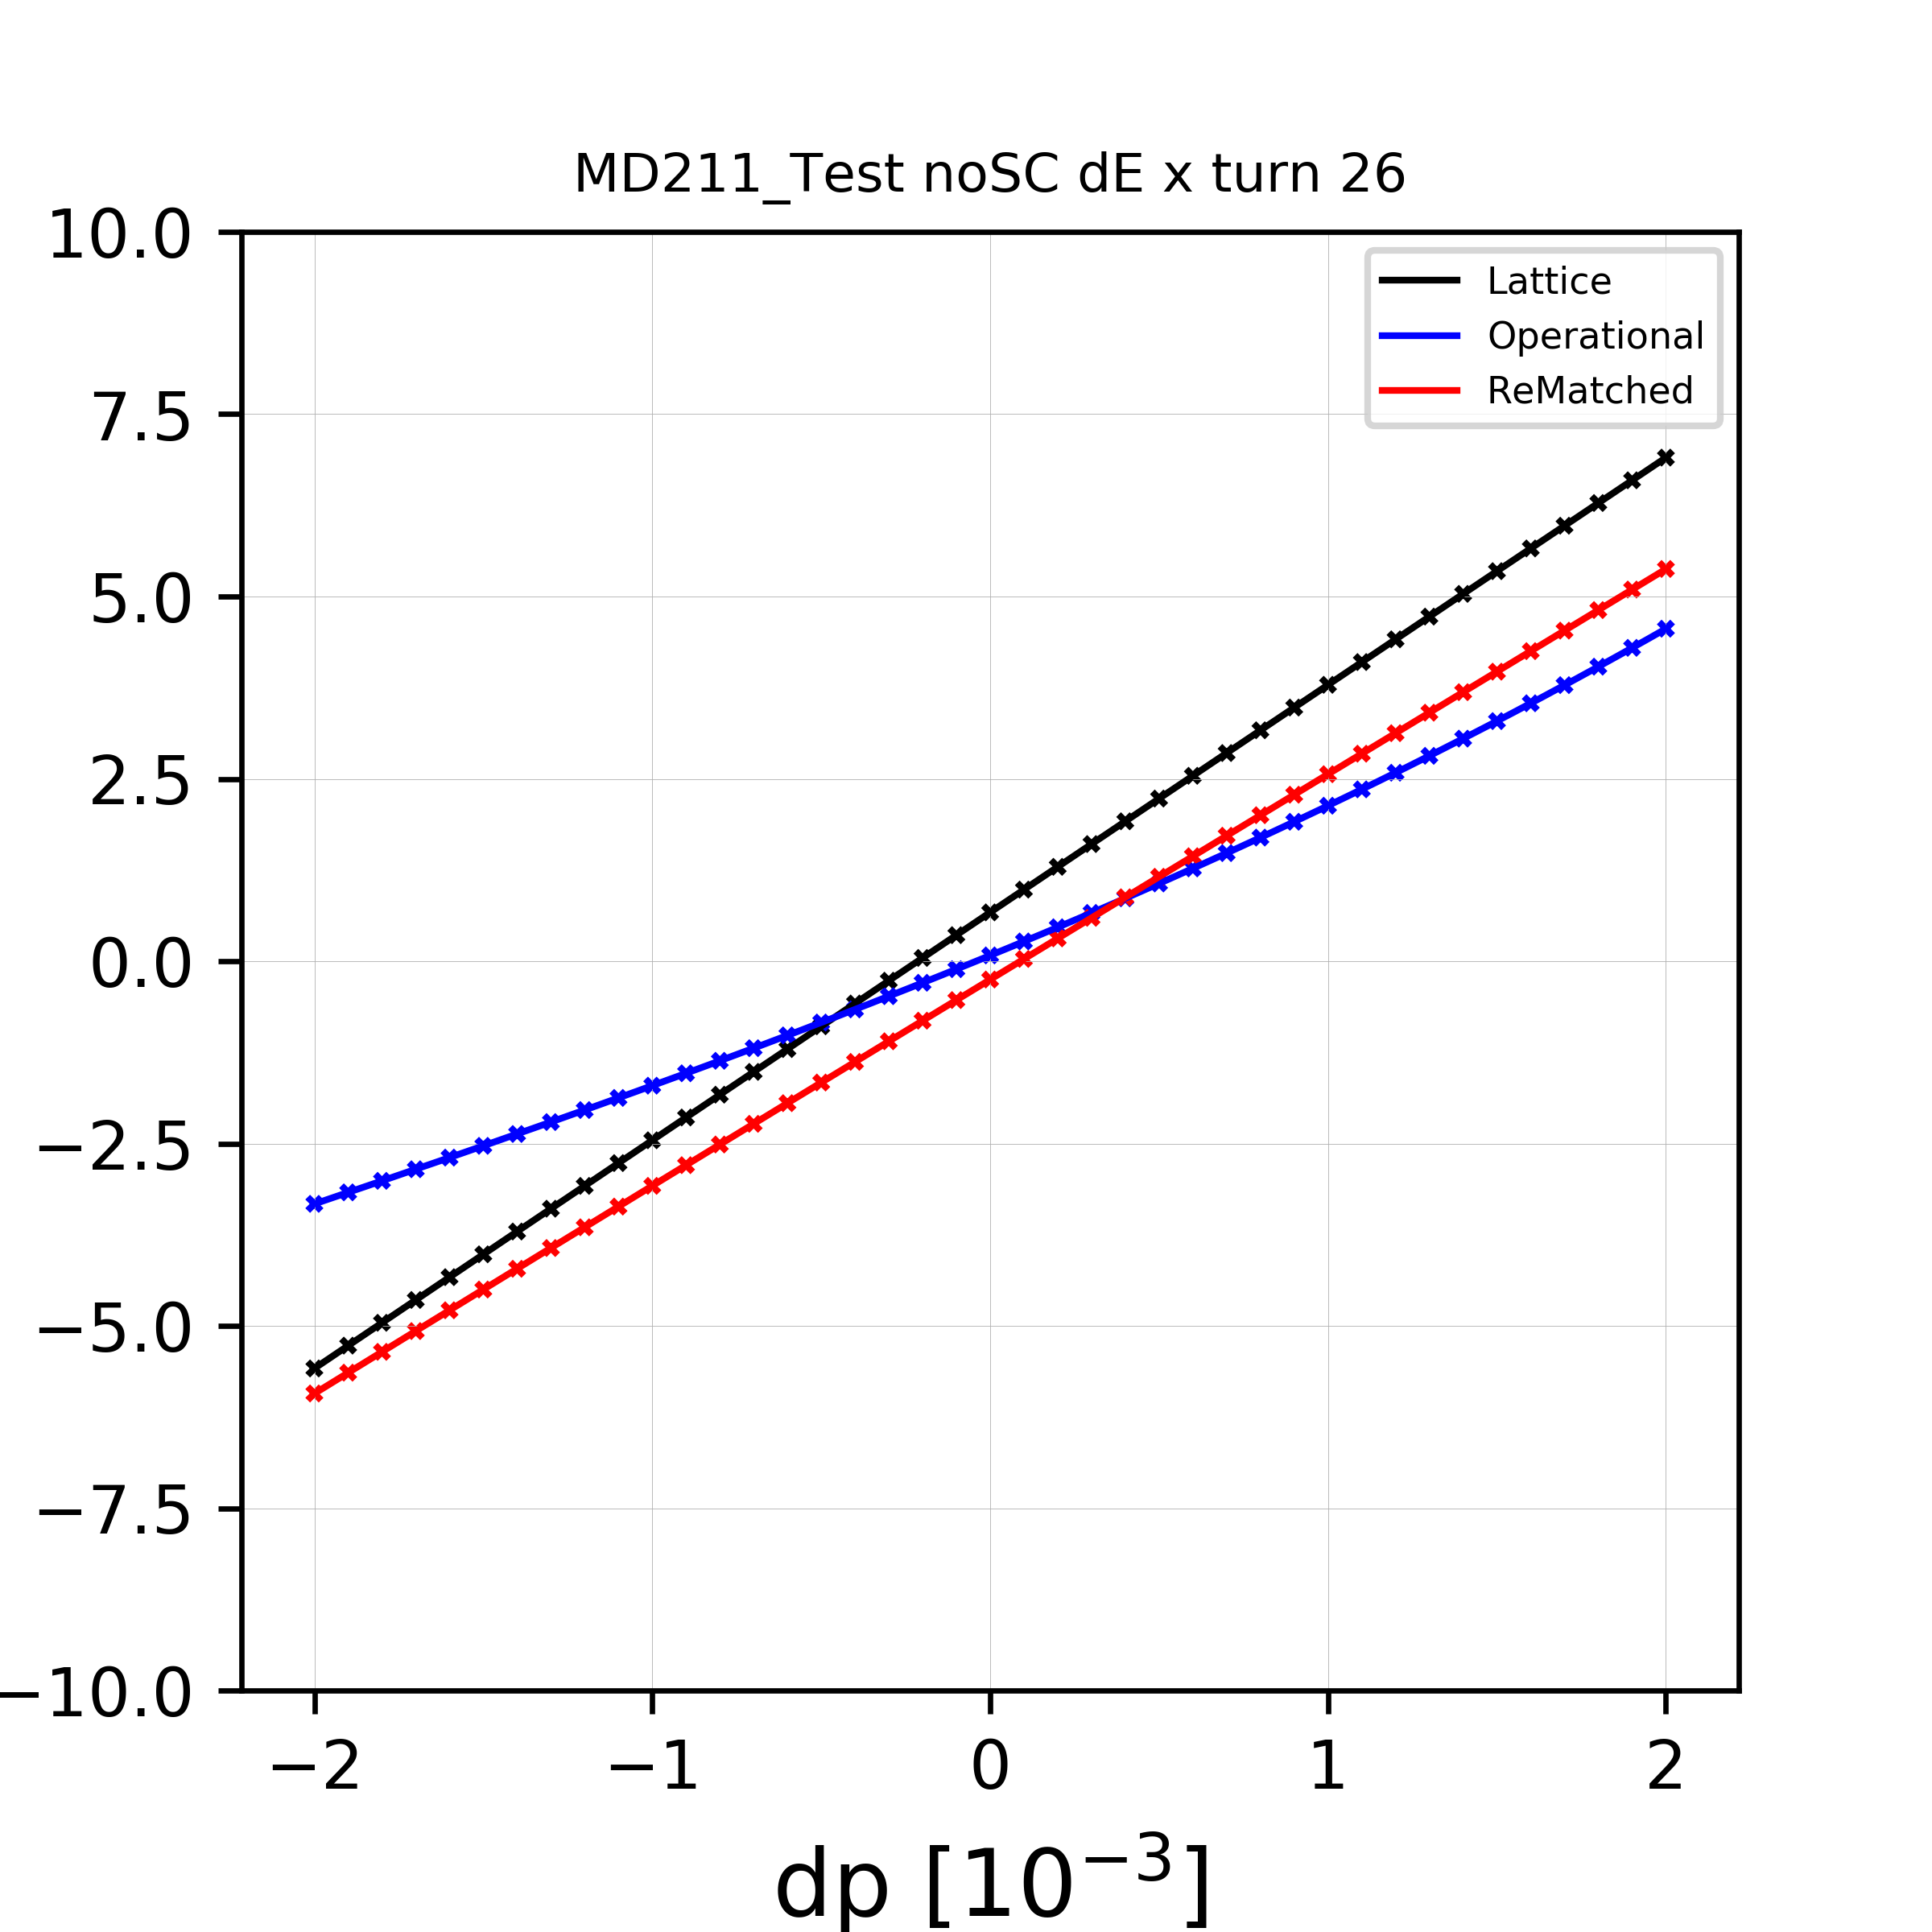 MD211_Test noSC dE x turn 26
10.0
7.5
5.0
2.5
0.0
−2.5
−5.0
−7.5
−10.0
Lattice
Operational
ReMatched
−2 −1 0 1 2
dp [10⁻³]